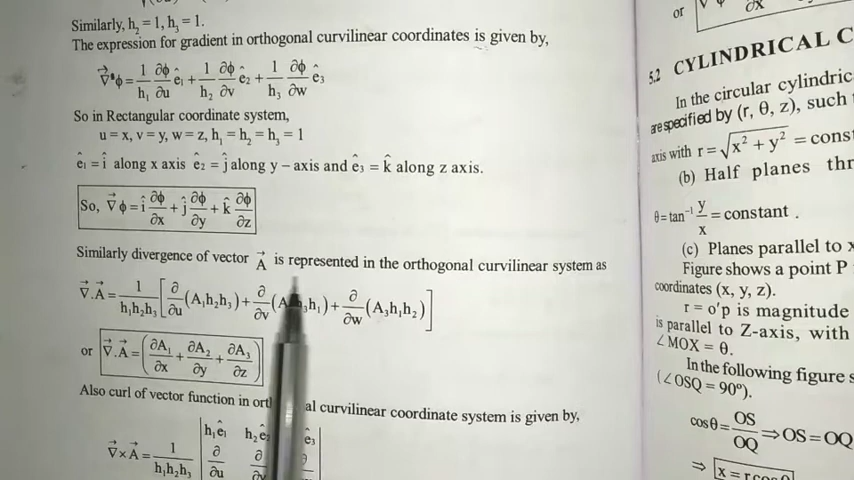 Similarly, h₂ = 1, h₃ = 1.
The expression for gradient in orthogonal curvilinear coordinates is given by,
∇⃗ϕ = 1/h₁ ∂ϕ/∂u ê₁ + 1/h₂ ∂ϕ/∂v ê₂ + 1/h₃ ∂ϕ/∂w ê₃
So in Rectangular coordinate system,
u = x, v = y, w = z, h₁ = h₂ = h₃ = 1
ê₁ = î along x axis ê₂ = ĵ along y – axis and ê₃ = k̂ along z axis.
So, ∇⃗ϕ = î ∂ϕ/∂x + ĵ ∂ϕ/∂y + k̂ ∂ϕ/∂z
Similarly divergence of vector A⃗ is represented in the orthogonal curvilinear system as
∇⃗.A⃗ = 1/h₁h₂h₃ [∂/∂u (A₁h₂h₃) + ∂/∂v (A h₃h₁) + ∂/∂w (A₃h₁h₂)]
or ∇⃗.A⃗ = (∂A₁/∂x + ∂A₂/∂y + ∂A₃/∂z)
Also curl of vector function in al curvilinear coordinate system is given by,
∇⃗×A⃗ = 1/h₁h₂h₃ | h₁ê₁ h₂ê₂ ê₃
∂/∂u ∂
or
5.2 CYLINDRICAL C
In the circular cylindric
are specified by (r, θ, z), such
axis with r = √x² + y² = cons
(b) Half planes thr
θ = tan⁻¹ y/x = constant .
(c) Planes parallel to x
Figure shows a point P
coordinates (x, y, z).
r = o'p is magnitude
is parallel to Z-axis, with
∠MOX = θ.
In the following figure s
(∠OSQ = 90º).
cosθ = OS/OQ ⇒ OS = OQ
⇒ x = r cosθ